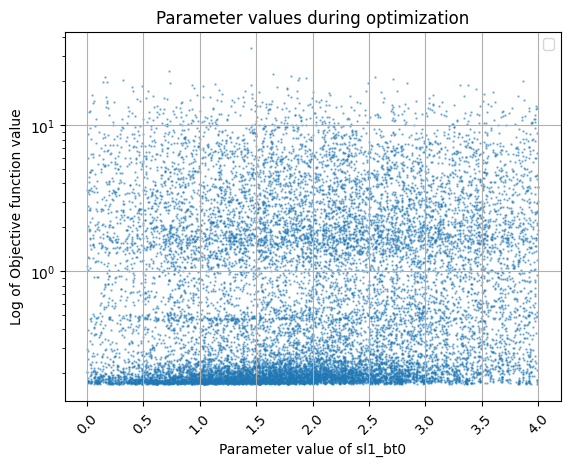 Parameter values during optimization
Log of Objective function value
10¹
10⁰
0.0 0.5 1.0 1.5 2.0 2.5 3.0 3.5 4.0
Parameter value of sl1_bt0